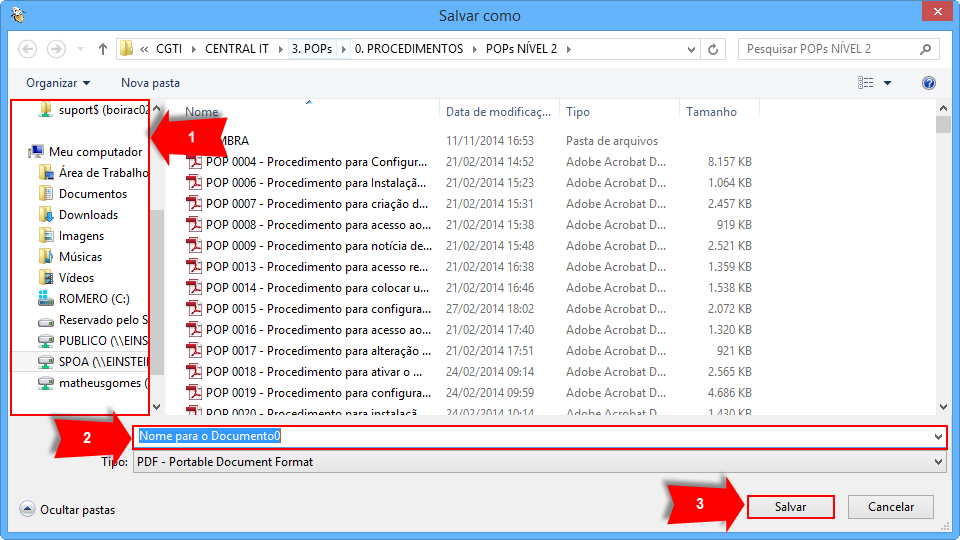 Salvar como
« CGTI CENTRAL IT 3. POPs 0. PROCEDIMENTOS POPs NÍVEL 2
Pesquisar POPs NÍVEL 2
Organizar Nova pasta
suport$ (boirac02
Meu computador
Área de Trabalho
Documentos
Downloads
Imagens
Músicas
Vídeos
ROMERO (C:)
Reservado pelo S
PUBLICO (\\EINS
SPOA (\\EINSTEIN
matheusgomes (
1
Nome Data de modificaç... Tipo Tamanho
MBRA 11/11/2014 16:53 Pasta de arquivos
POP 0004 - Procedimento para Configur... 21/02/2014 14:52 Adobe Acrobat D... 8.157 KB
POP 0006 - Procedimento para Instalaçã... 21/02/2014 15:23 Adobe Acrobat D... 1.064 KB
POP 0007 - Procedimento para criação d... 21/02/2014 15:31 Adobe Acrobat D... 2.457 KB
POP 0008 - Procedimento para acesso ao... 21/02/2014 15:38 Adobe Acrobat D... 919 KB
POP 0009 - Procedimento para notícia de... 21/02/2014 15:48 Adobe Acrobat D... 2.521 KB
POP 0013 - Procedimento para acesso re... 21/02/2014 16:38 Adobe Acrobat D... 1.359 KB
POP 0014 - Procedimento para colocar u... 21/02/2014 16:46 Adobe Acrobat D... 1.538 KB
POP 0015 - Procedimento para configura... 27/02/2014 18:02 Adobe Acrobat D... 2.072 KB
POP 0016 - Procedimento para acesso ao... 21/02/2014 17:40 Adobe Acrobat D... 1.320 KB
POP 0017 - Procedimento para alteração ... 21/02/2014 17:51 Adobe Acrobat D... 921 KB
POP 0018 - Procedimento para ativar o ... 24/02/2014 09:14 Adobe Acrobat D... 2.565 KB
POP 0019 - Procedimento para configura... 24/02/2014 09:59 Adobe Acrobat D... 4.686 KB
POP 0020 - Procedimento para instalaçã... 24/02/2014 10:14 Adobe Acrobat D... 1.430 KB
2
Nome para o Documento0
Tipo: PDF - Portable Document Format
Ocultar pastas
3
Salvar
Cancelar